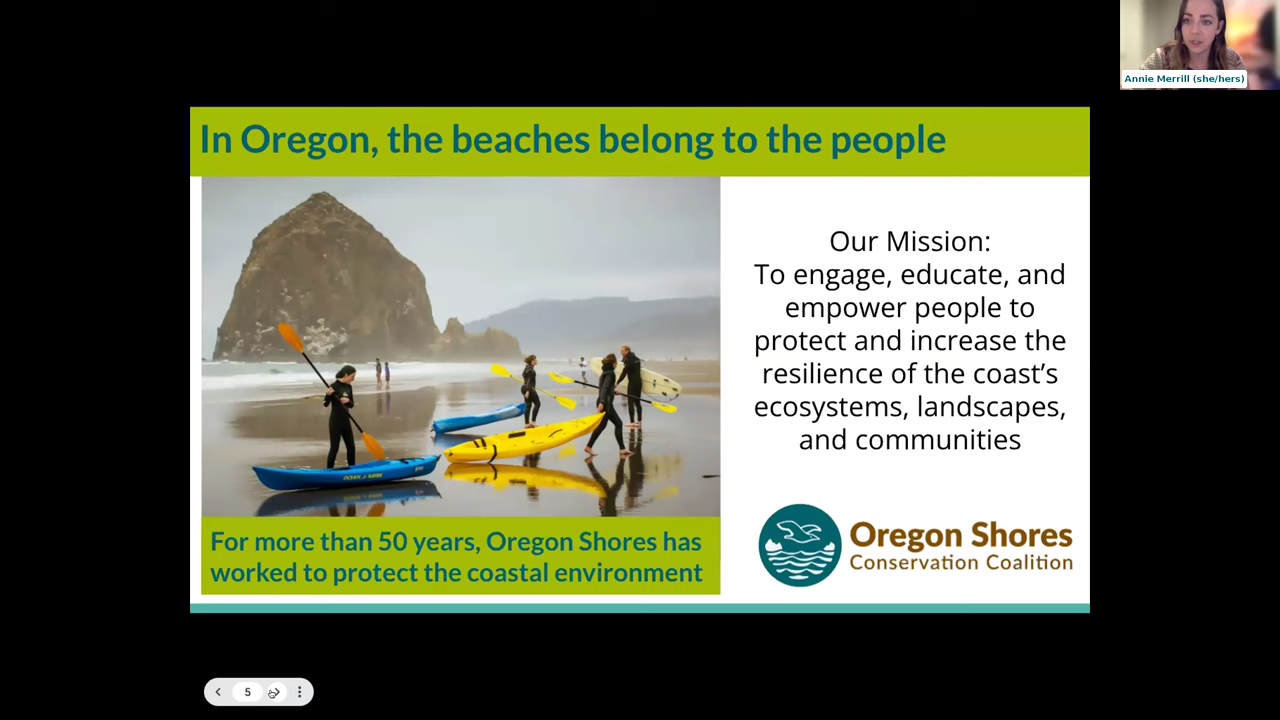 Annie Merrill (she/hers)
In Oregon, the beaches belong to the people
Our Mission:
To engage, educate, and
empower people to
protect and increase the
resilience of the coast's
ecosystems, landscapes,
and communities
For more than 50 years, Oregon Shores has
worked to protect the coastal environment
Oregon Shores
Conservation Coalition
5